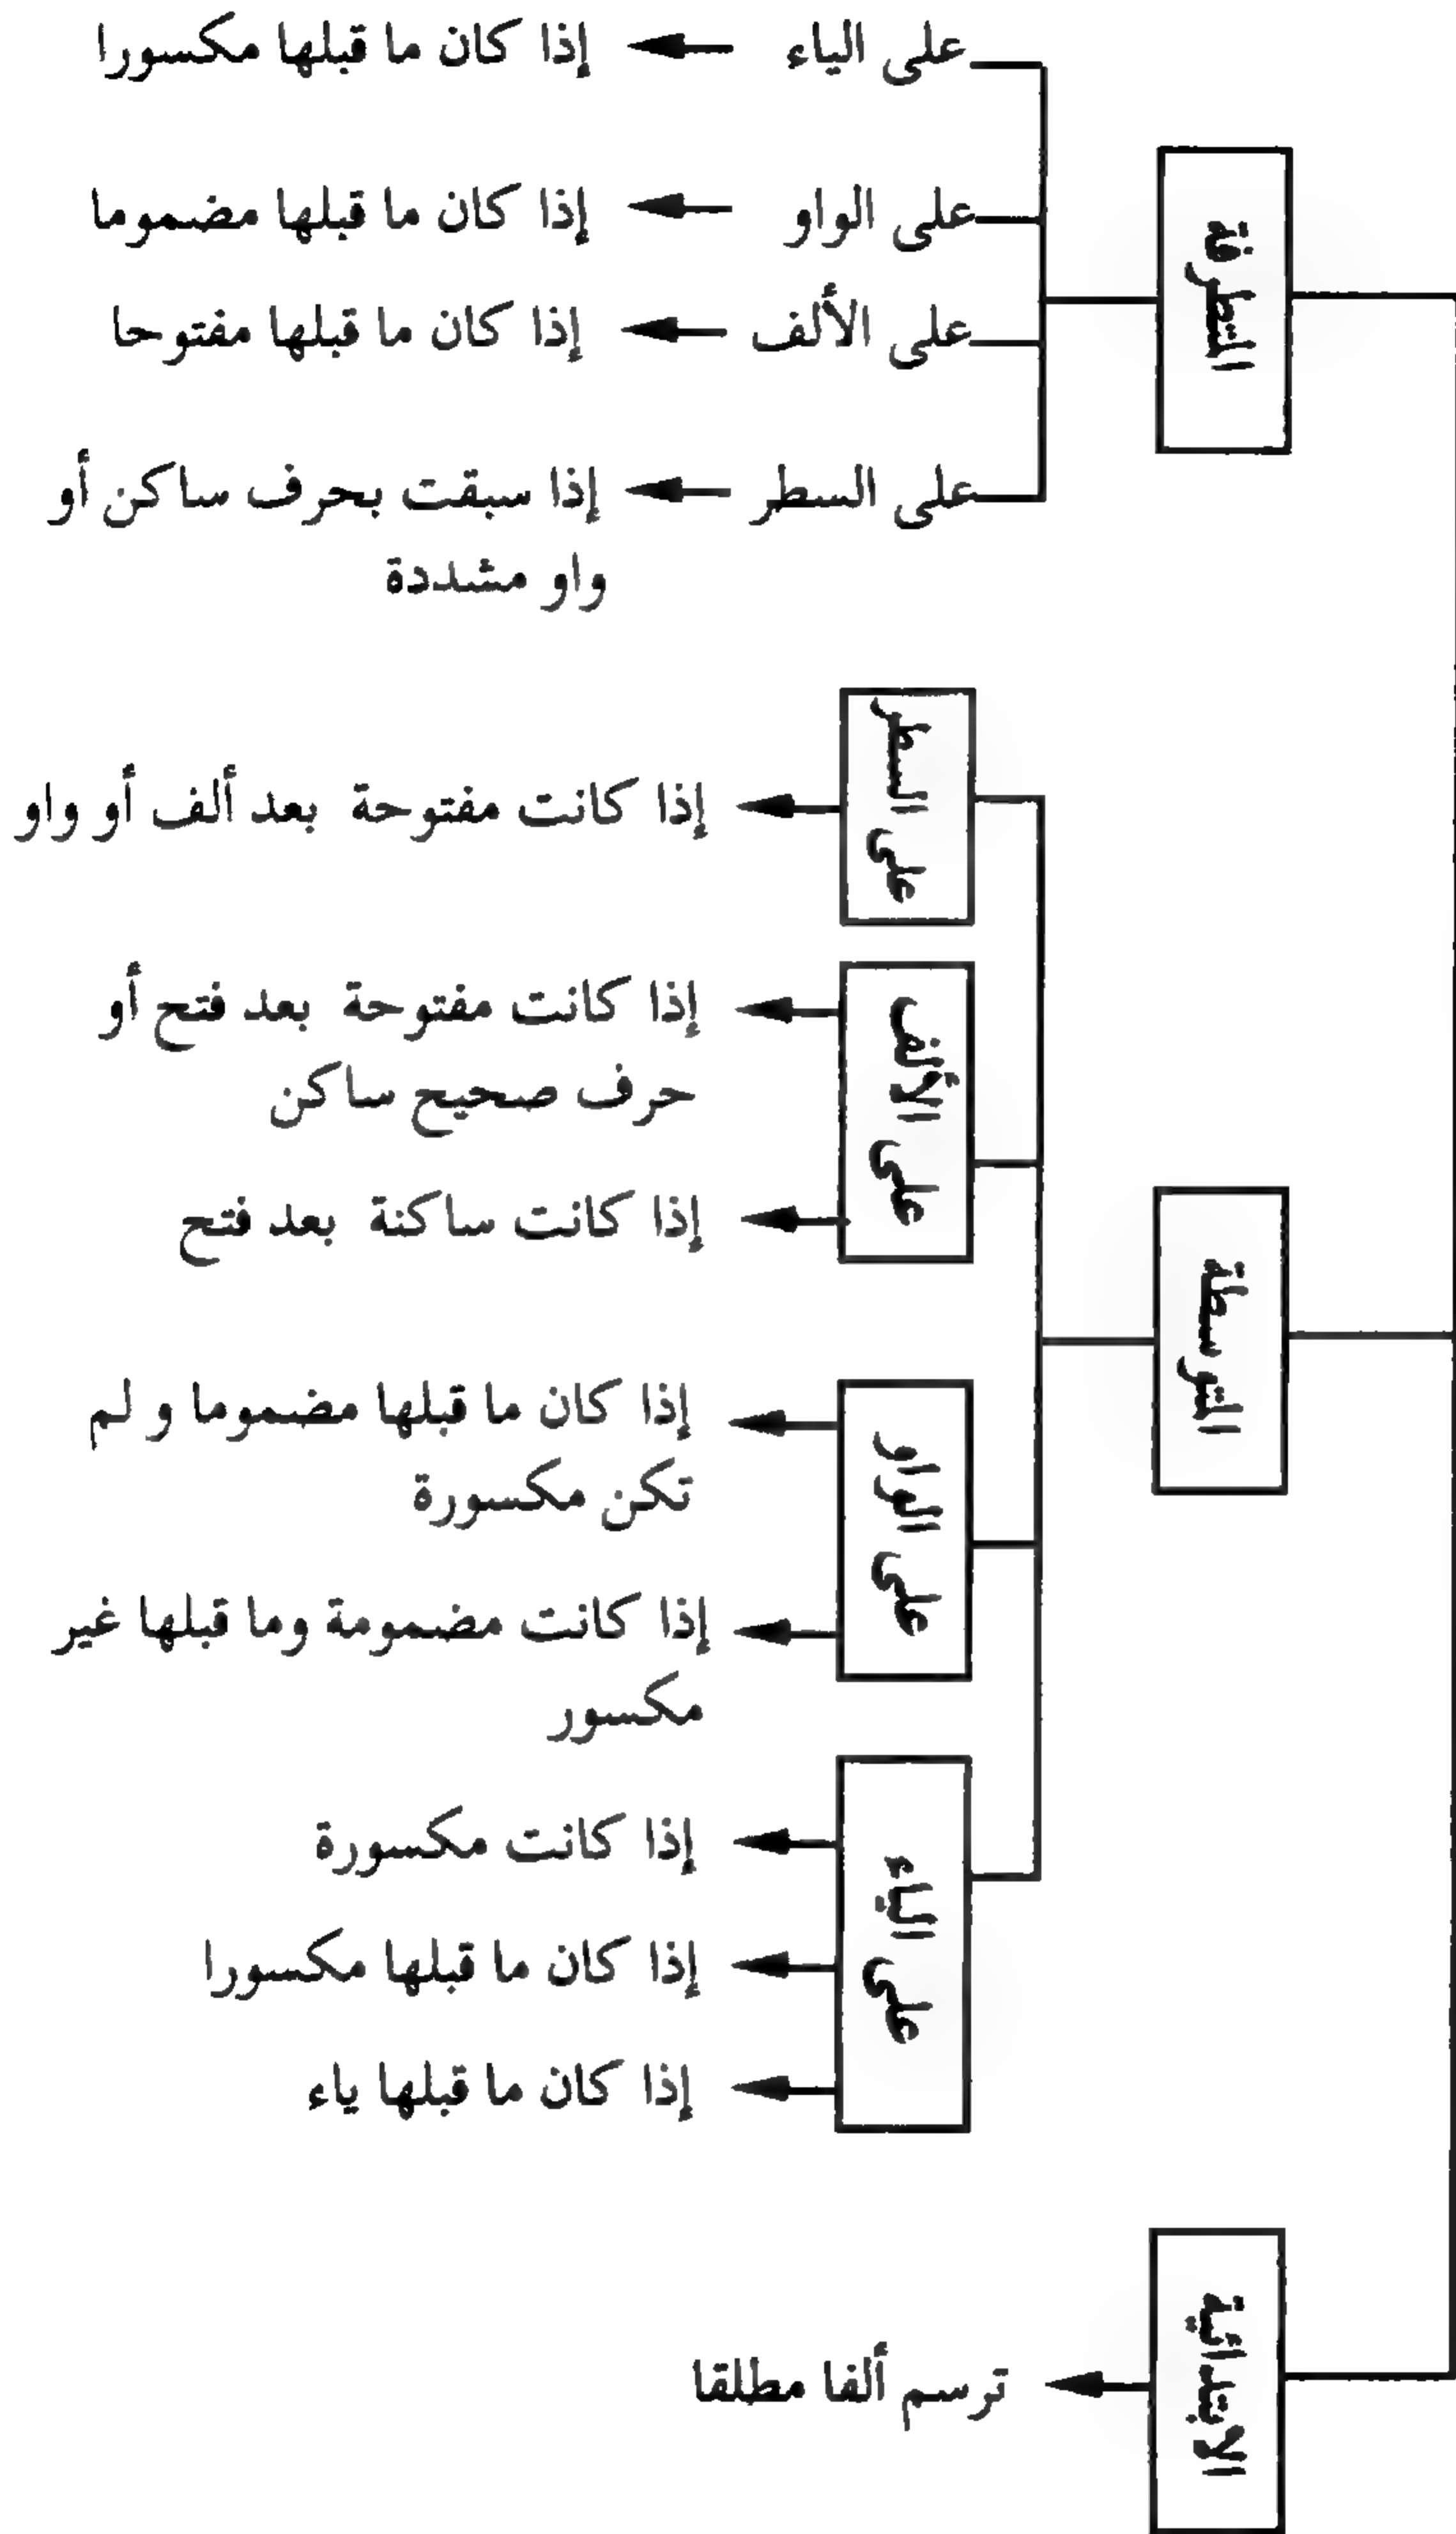 المتطرفة
على الياء
إذا كان ما قبلها مكسورا
على الواو
إذا كان ما قبلها مضموما
على الألف
إذا كان ما قبلها مفتوحا
على السطر
إذا سبقت بحرف ساكن أو
واو مشددة
المتوسطة
على السطر
إذا كانت مفتوحة بعد ألف أو واو
على الألف
إذا كانت مفتوحة بعد فتح أو
حرف صحيح ساكن
إذا كانت ساكنة بعد فتح
على الواو
إذا كان ما قبلها مضموما و لم
تكن مكسورة
إذا كانت مضمومة وما قبلها غير
مكسور
على الياء
إذا كانت مكسورة
إذا كان ما قبلها مكسورا
إذا كان ما قبلها ياء
الابتدائية
ترسم ألفا مطلقا